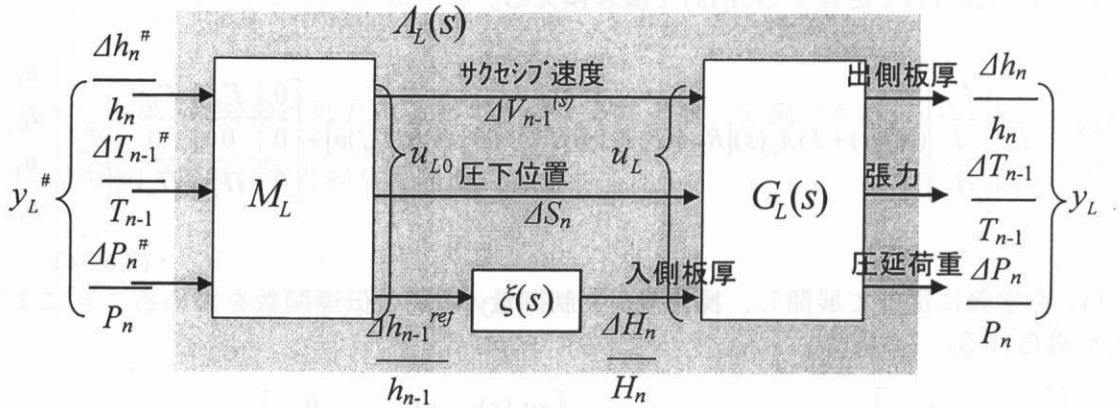 Λ_L(s)
Δh_n^#
h_n
ΔT_{n-1}^#
T_{n-1}
ΔP_n^#
P_n
y_L^#
M_L
サクセシブ速度
ΔV_{n-1}^{(s)}
u_{L0}
圧下位置
ΔS_n
u_L
ξ(s)
Δh_{n-1}^{ref}
h_{n-1}
入側板厚
ΔH_n
H_n
G_L(s)
出側板厚
張力
圧延荷重
Δh_n
h_n
ΔT_{n-1}
T_{n-1}
ΔP_n
P_n
y_L